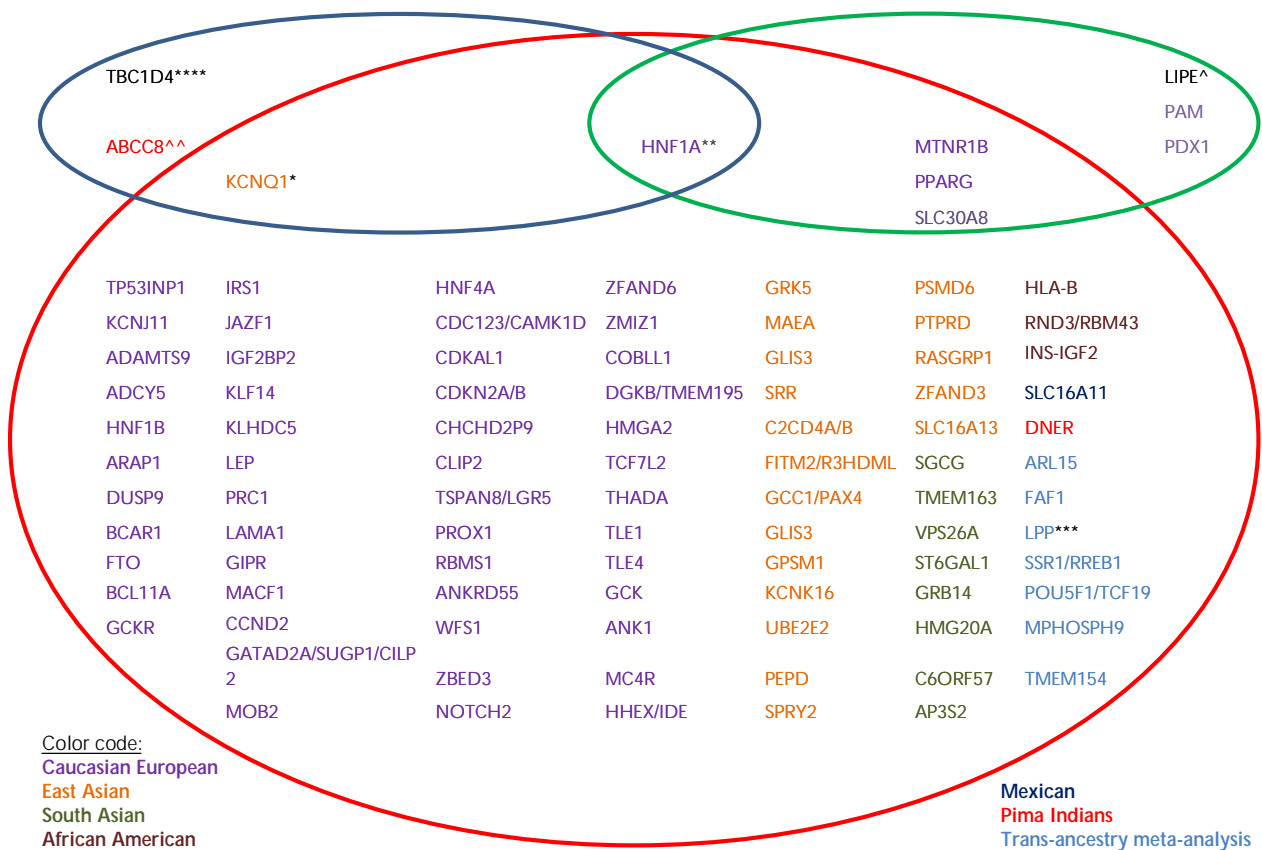 TBC1D4****
LIPE^
PAM
ABCC8^^
HNF1A**
MTNR1B
PDX1
KCNQ1*
PPARG
SLC30A8
TP53INP1 IRS1 HNF4A ZFAND6 GRK5 PSMD6 HLA-B
KCNJ11 JAZF1 CDC123/CAMK1D ZMIZ1 MAEA PTPRD RND3/RBM43
ADAMTS9 IGF2BP2 CDKAL1 COBLL1 GLIS3 RASGRP1 INS-IGF2
ADCY5 KLF14 CDKN2A/B DGKB/TMEM195 SRR ZFAND3 SLC16A11
HNF1B KLHDC5 CHCHD2P9 HMGA2 C2CD4A/B SLC16A13 DNER
ARAP1 LEP CLIP2 TCF7L2 FITM2/R3HDML SGCG ARL15
DUSP9 PRC1 TSPAN8/LGR5 THADA GCC1/PAX4 TMEM163 FAF1
BCAR1 LAMA1 PROX1 TLE1 GLIS3 VPS26A LPP***
FTO GIPR RBMS1 TLE4 GPSM1 ST6GAL1 SSR1/RREB1
BCL11A MACF1 ANKRD55 GCK KCNK16 GRB14 POU5F1/TCF19
GCKR CCND2 WFS1 ANK1 UBE2E2 HMG20A MPHOSPH9
GATAD2A/SUGP1/CILP
2 ZBED3 MC4R PEPD C6ORF57 TMEM154
MOB2 NOTCH2 HHEX/IDE SPRY2 AP3S2
Color code:
Caucasian European
East Asian
South Asian
African American
Mexican
Pima Indians
Trans-ancestry meta-analysis